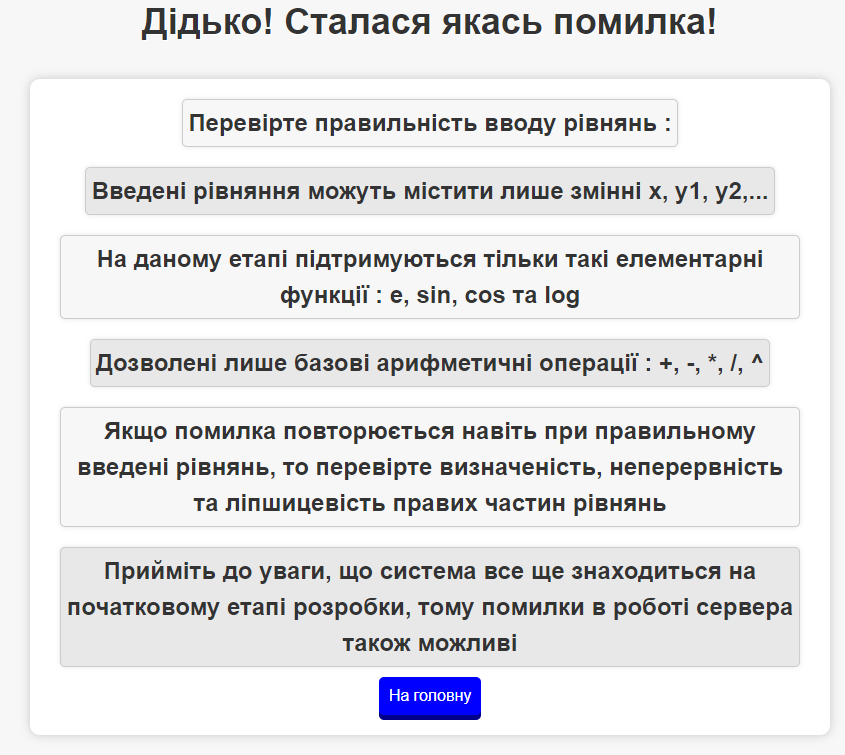 Дідько! Сталася якась помилка!
Перевірте правильність вводу рівнянь :
Введені рівняння можуть містити лише змінні x, y1, y2,...
На даному етапі підтримуються тільки такі елементарні
функції : e, sin, cos та log
Дозволені лише базові арифметичні операції : +, -, *, /, ^
Якщо помилка повторюється навіть при правильному
введені рівнянь, то перевірте визначеність, неперервність
та ліпшицевість правих частин рівнянь
Прийміть до уваги, що система все ще знаходиться на
початковому етапі розробки, тому помилки в роботі сервера
також можливі
На головну